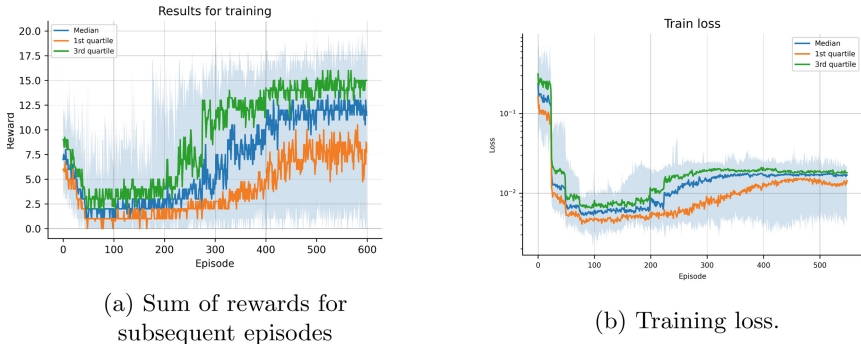 Results for training
Median
1st quartile
3rd quartile
20.0
17.5
15.0
12.5
10.0
7.5
5.0
2.5
0.0
Reward
0 100 200 300 400 500 600
Episode
(a) Sum of rewards for
subsequent episodes
Train loss
Median
1st quartile
3rd quartile
10⁻¹
10⁻²
Loss
0 100 200 300 400 500
Episode
(b) Training loss.